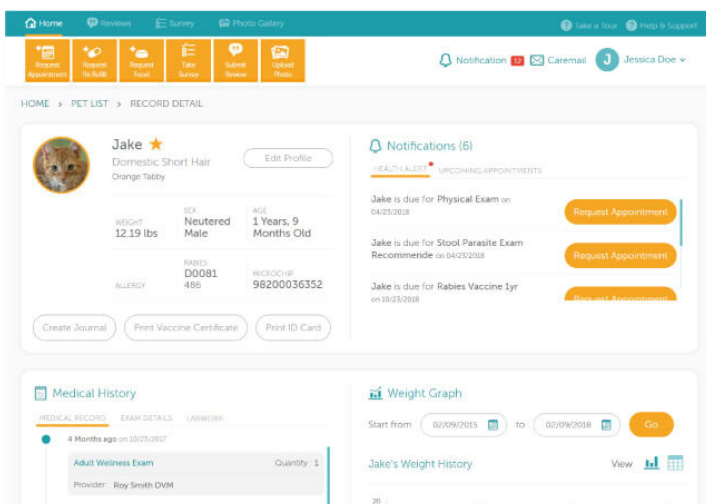 Home Reviews Survey Photo Gallery Take a Tour Help & Support
Request Appointment
Request Rx Refill
Request Food
Take Survey
Submit Review
Upload Photo
Notification 12 Caremail J Jessica Doe
HOME > PET LIST > RECORD DETAIL
Jake
Domestic Short Hair
Orange Tabby
Edit Profile
WEIGHT
12.19 lbs
SEX
Neutered
Male
AGE
1 Years, 9
Months Old
ALLERGY
RABIES
D0081
486
MICROCHIP
98200036352
Create Journal Print Vaccine Certificate Print ID Card
Notifications (6)
HEALTH ALERT UPCOMING APPOINTMENTS
Jake is due for Physical Exam on
04/23/2018
Request Appointment
Jake is due for Stool Parasite Exam
Recommende on 04/23/2018
Request Appointment
Jake is due for Rabies Vaccine 1yr
on 10/23/2018
Request Appointment
Medical History
MEDICAL RECORD EXAM DETAILS LABWORK
4 Months ago on 10/23/2017
Adult Wellness Exam Quantity : 1
Provider: Roy Smith DVM
Weight Graph
Start from 02/09/2015 to 02/09/2018 Go
Jake's Weight History View
20